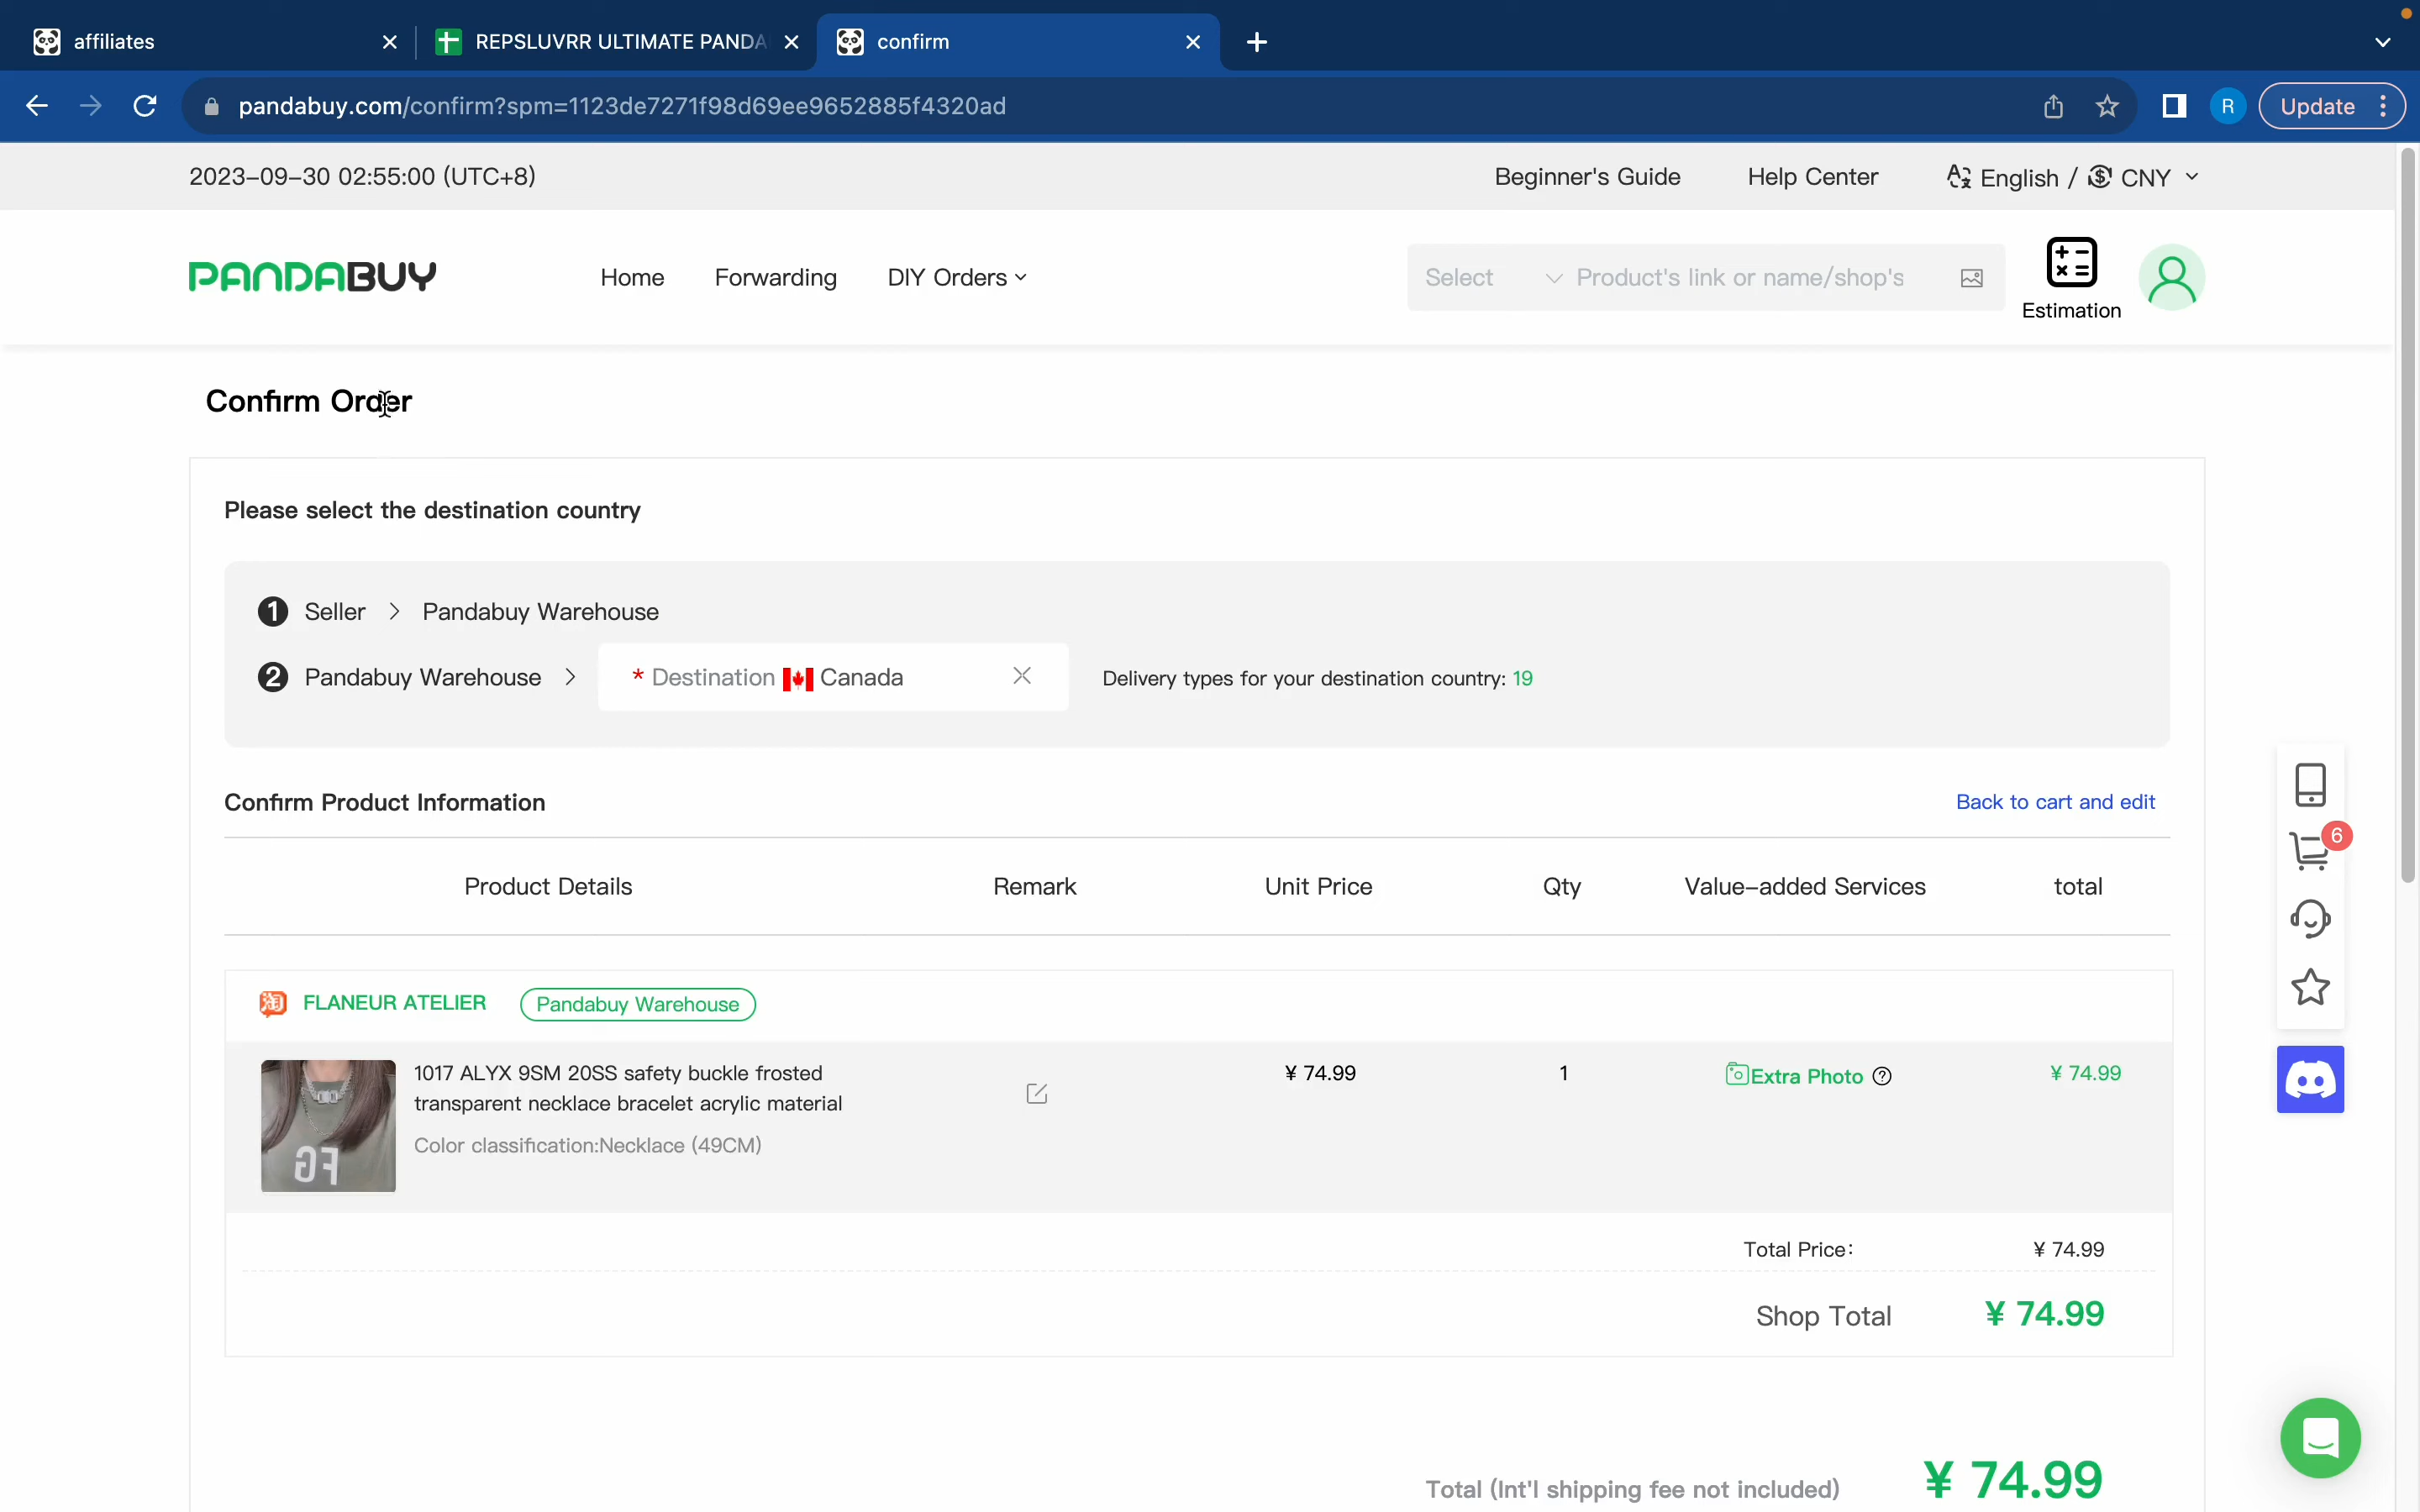 affiliates
REPSLUVRR ULTIMATE PANDA
confirm
pandabuy.com/confirm?spm=1123de7271f98d69ee9652885f4320ad
R
Update
2023-09-30 02:55:00 (UTC+8)
Beginner's Guide
Help Center
English / CNY
PANDABUY
Home
Forwarding
DIY Orders
Select
Product's link or name/shop's
Estimation
Confirm Order
Please select the destination country
1 Seller > Pandabuy Warehouse
2 Pandabuy Warehouse > * Destination Canada Delivery types for your destination country: 19
Confirm Product Information
Back to cart and edit
6
Product Details Remark Unit Price Qty Value-added Services total
淘 FLANEUR ATELIER Pandabuy Warehouse
1017 ALYX 9SM 20SS safety buckle frosted
transparent necklace bracelet acrylic material
Color classification:Necklace (49CM)
¥ 74.99
1
Extra Photo ?
¥ 74.99
Total Price: ¥ 74.99
Shop Total ¥ 74.99
Total (Int'l shipping fee not included) ¥ 74.99